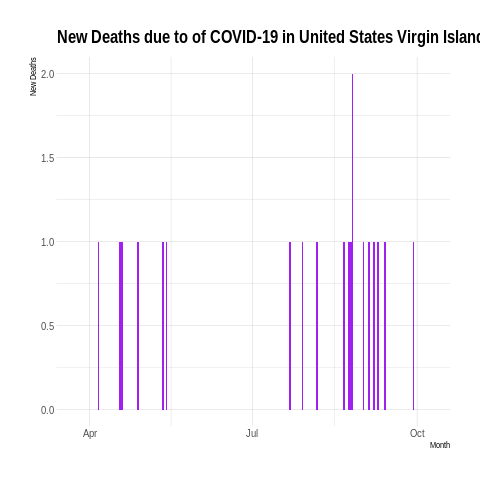 New Deaths due to of COVID-19 in United States Virgin Island
New Deaths
2.0
1.5
1.0
0.5
0.0
Apr
Jul
Oct
Month